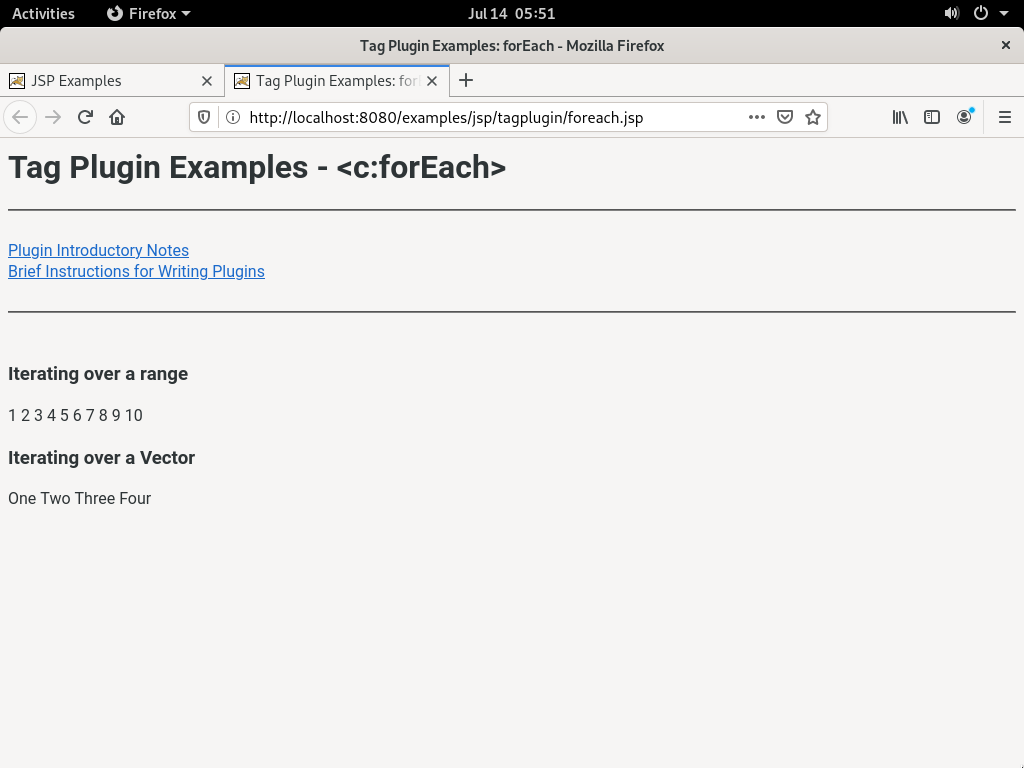 Activities Firefox Jul 14 05:51
Tag Plugin Examples: forEach - Mozilla Firefox
JSP Examples Tag Plugin Examples: for
http://localhost:8080/examples/jsp/tagplugin/foreach.jsp
Tag Plugin Examples - <c:forEach>
Plugin Introductory Notes
Brief Instructions for Writing Plugins
Iterating over a range
1 2 3 4 5 6 7 8 9 10
Iterating over a Vector
One Two Three Four